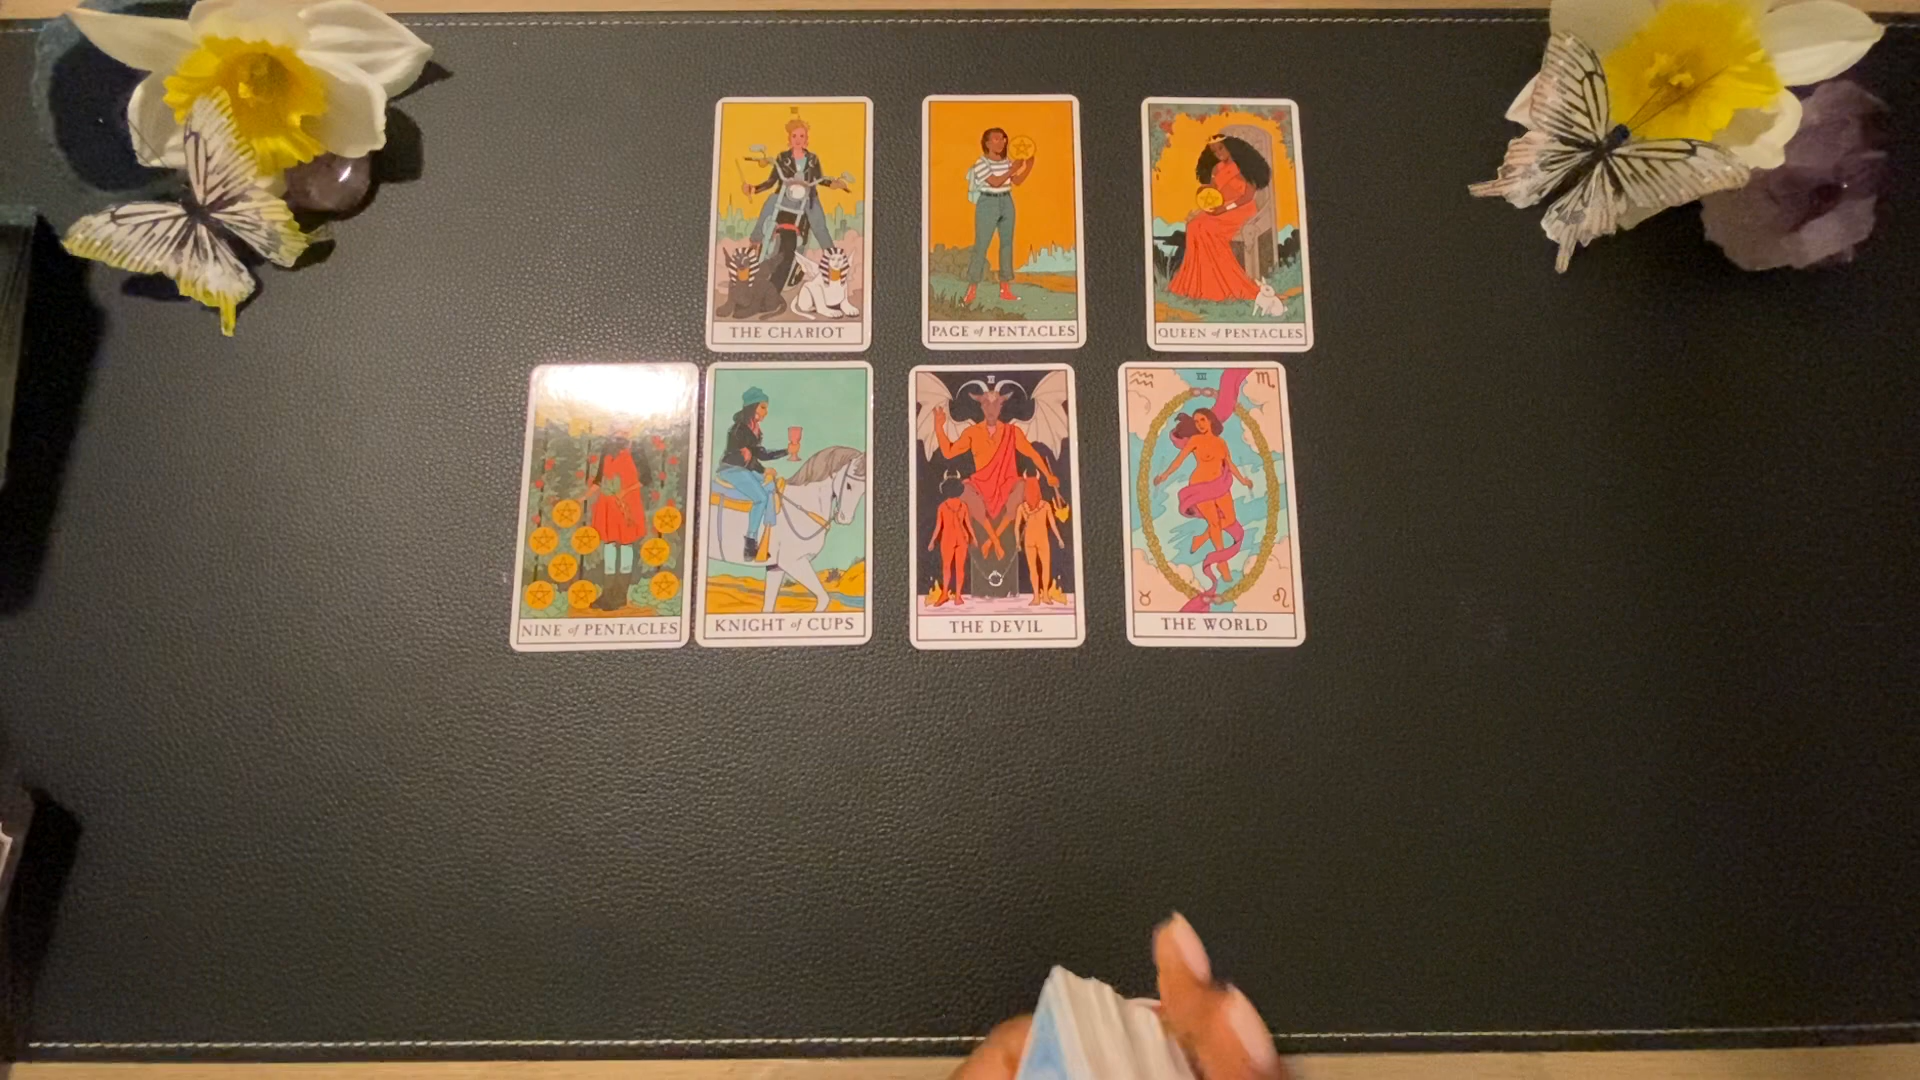 THE CHARIOT
PAGE of PENTACLES
QUEEN of PENTACLES
NINE of PENTACLES
KNIGHT of CUPS
THE DEVIL
THE WORLD